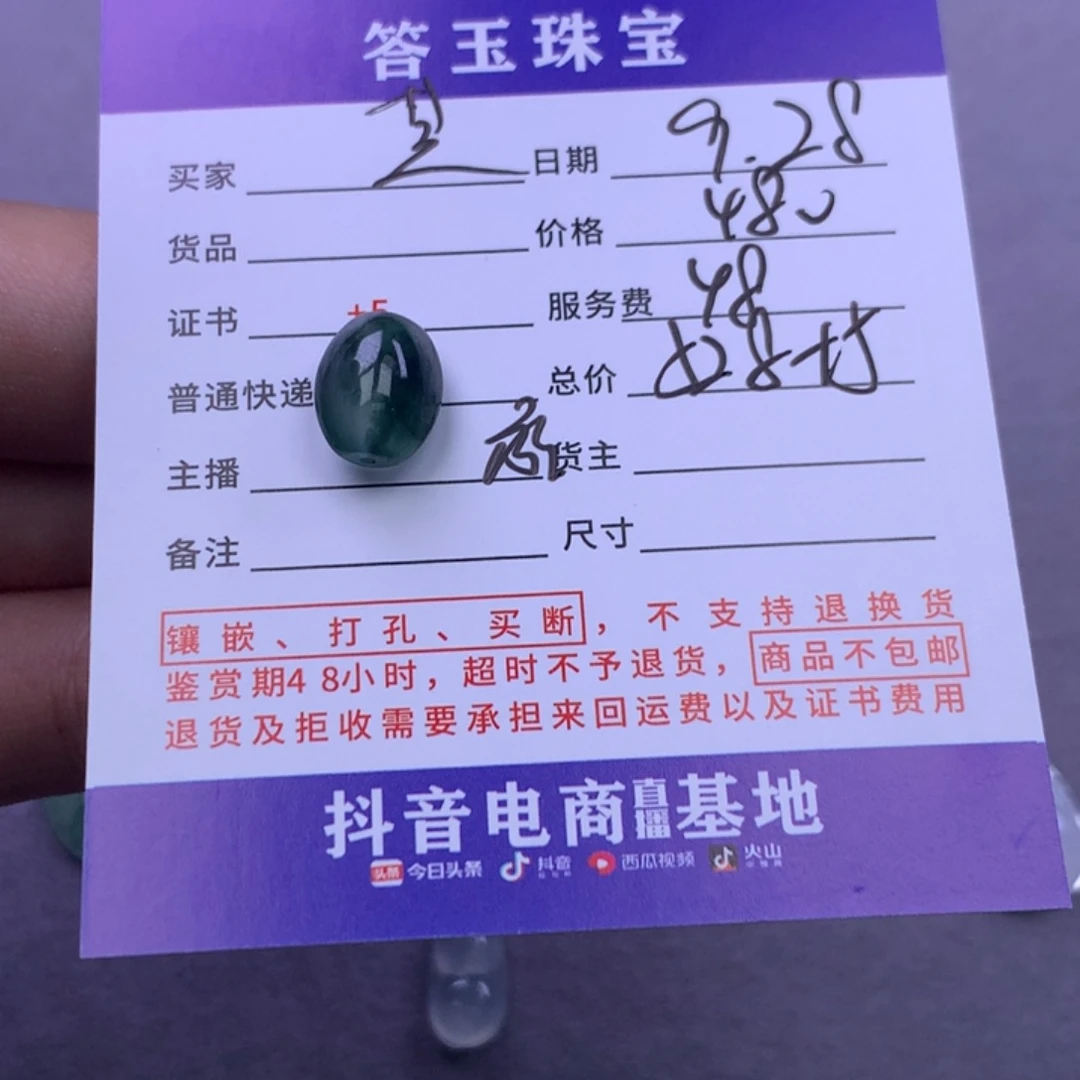 答玉珠宝
买家 日期 9.28
货品 价格 480
证书 +5 服务费 48
普通快递 总价
主播 货主
备注 尺寸
镶嵌、打孔、买断，不支持退换货
鉴赏期48小时，超时不予退货，商品不包邮
退货及拒收需要承担来回运费以及证书费用
抖音电商直播基地
头条 今日头条 抖音 西瓜视频 火山